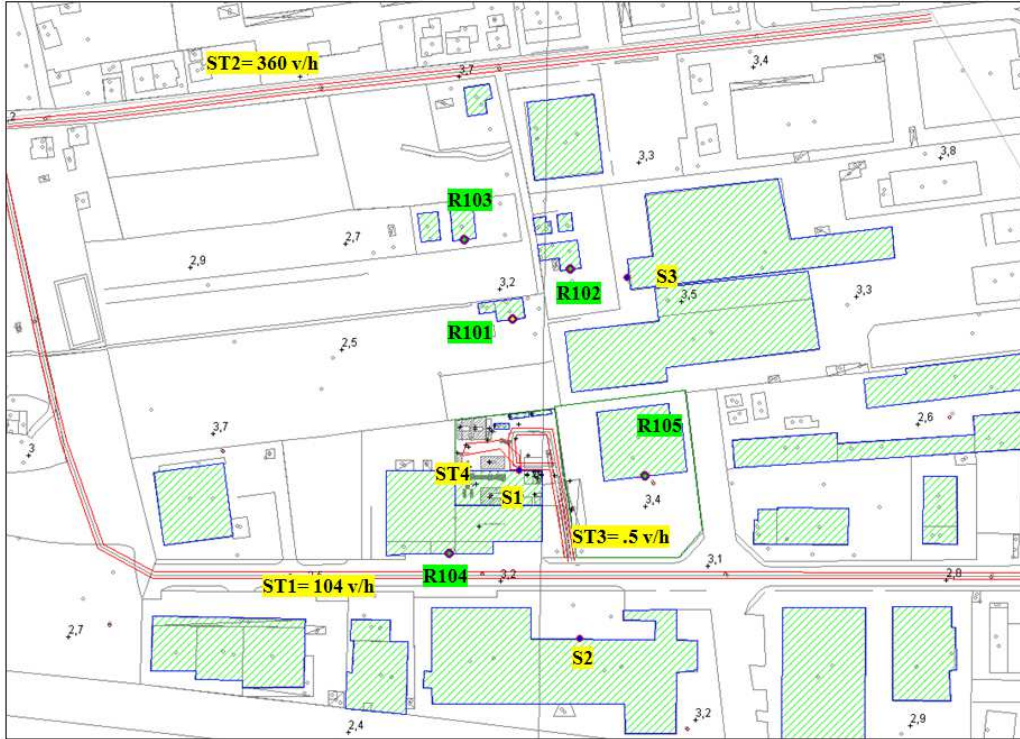 ST2= 360 v/h
3,4
3,7
,2
3,3
3,8
R103
2,7
2,9
S3
3,2
R102
3,5
3,3
R101
2,5
2,6
3,7
R105
3
ST4
S1
3,4
ST3= .5 v/h
3,1
R104
3,2
2,8
ST1= 104 v/h
2,7
S2
3,2
2,9
2,4